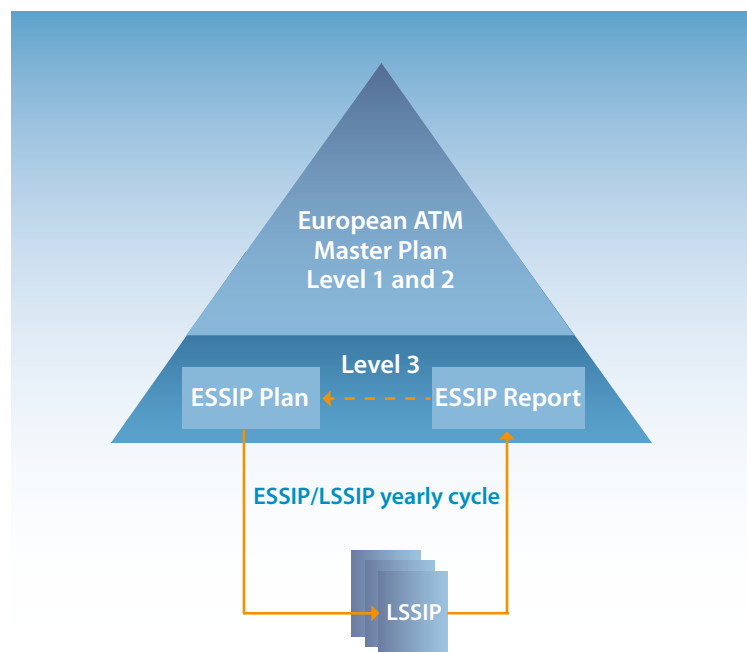 European ATM
Master Plan
Level 1 and 2
Level 3
ESSIP Plan
ESSIP Report
ESSIP/LSSIP yearly cycle
LSSIP